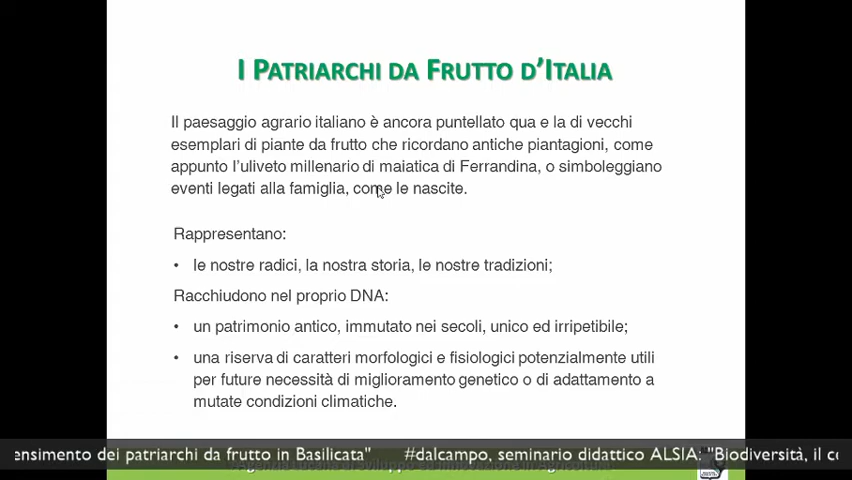 I PATRIARCHI DA FRUTTO D'ITALIA
Il paesaggio agrario italiano è ancora puntellato qua e la di vecchi
esemplari di piante da frutto che ricordano antiche piantagioni, come
appunto l'uliveto millenario di maiatica di Ferrandina, o simboleggiano
eventi legati alla famiglia, come le nascite.
Rappresentano:
• le nostre radici, la nostra storia, le nostre tradizioni;
Racchiudono nel proprio DNA:
• un patrimonio antico, immutato nei secoli, unico ed irripetibile;
• una riserva di caratteri morfologici e fisiologici potenzialmente utili
per future necessità di miglioramento genetico o di adattamento a
mutate condizioni climatiche.
ensimento dei patriarchi da frutto in Basilicata" #dalcampo, seminario didattico ALSIA: "Biodiversità, il co